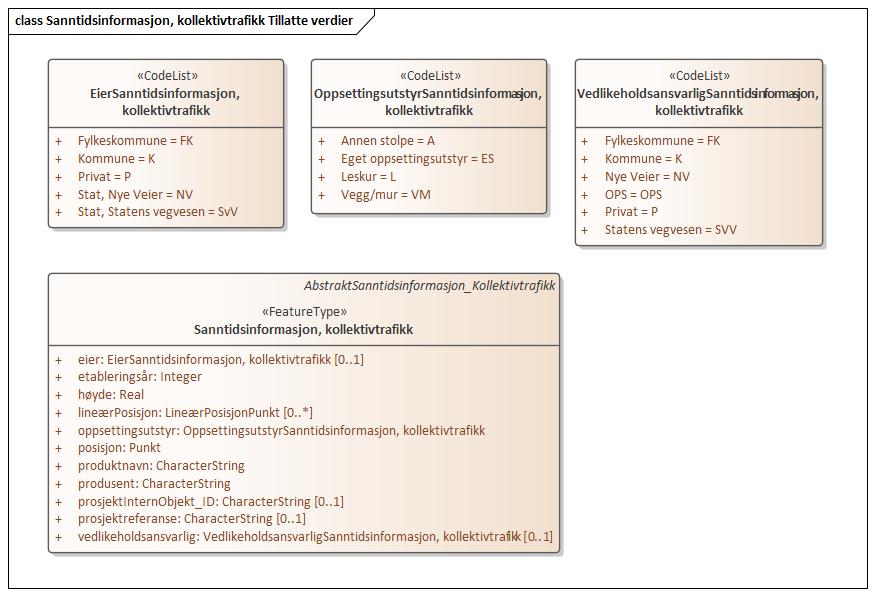 class Sanntidsinformasjon, kollektivtrafikk Tillatte verdier
«CodeList»
EierSanntidsinformasjon,
kollektivtrafikk
+ Fylkeskommune = FK
+ Kommune = K
+ Privat = P
+ Stat, Nye Veier = NV
+ Stat, Statens vegvesen = SvV
«CodeList»
OppsettingsutstyrSanntidsinformasjon,
kollektivtrafikk
+ Annen stolpe = A
+ Eget oppsettingsutstyr = ES
+ Leskur = L
+ Vegg/mur = VM
«CodeList»
VedlikeholdsansvarligSanntidsinformasjon,
kollektivtrafikk
+ Fylkeskommune = FK
+ Kommune = K
+ Nye Veier = NV
+ OPS = OPS
+ Privat = P
+ Statens vegvesen = SVV
AbstraktSanntidsinformasjon_Kollektivtrafikk
«FeatureType»
Sanntidsinformasjon, kollektivtrafikk
+ eier: EierSanntidsinformasjon, kollektivtrafikk [0..1]
+ etableringsår: Integer
+ høyde: Real
+ lineærPosisjon: LineærPosisjonPunkt [0..*]
+ oppsettingsutstyr: OppsettingsutstyrSanntidsinformasjon, kollektivtrafikk
+ posisjon: Punkt
+ produktnavn: CharacterString
+ produsent: CharacterString
+ prosjektInternObjekt_ID: CharacterString [0..1]
+ prosjektreferanse: CharacterString [0..1]
+ vedlikeholdsansvarlig: VedlikeholdsansvarligSanntidsinformasjon, kollektivtrafikk [0..1]